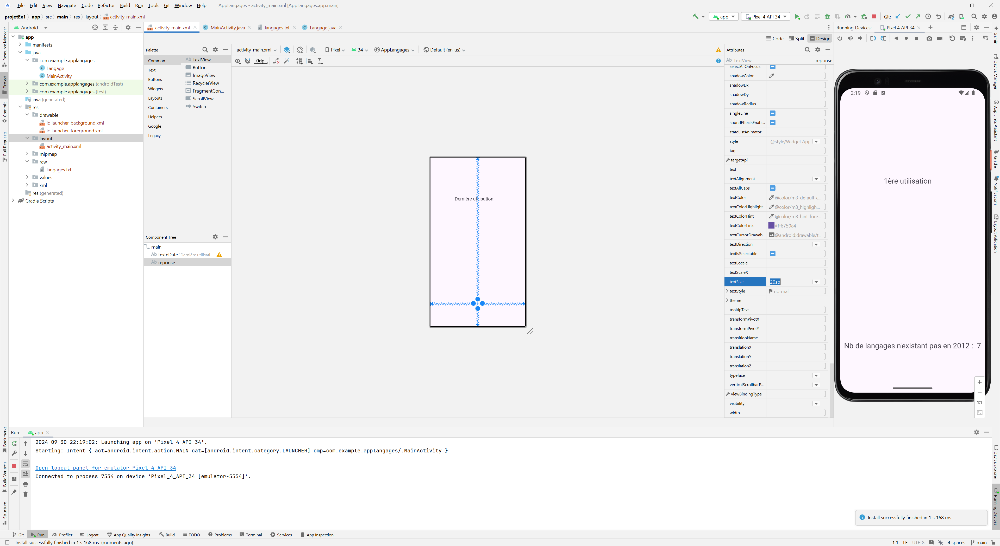 File Edit View Navigate Code Refactor Build Run Tools Git Window Help AppLangages - activity_main.xml [AppLangages.app.main]
projetEx1 app src main res layout activity_main.xml app Pixel 4 API 34 Git:
Android activity_main.xml MainActivity.java langages.txt Langage.java Running Devices: Pixel 4 API 34
Code Split Design
Resource Manager
Project
Commit
Pull Requests
Bookmarks
Build Variants
Structure
app
manifests
java
com.example.applangages
Langage
MainActivity
com.example.applangages (androidTest)
com.example.applangages (test)
java (generated)
res
drawable
ic_launcher_background.xml
ic_launcher_foreground.xml
layout
activity_main.xml
mipmap
raw
langages.txt
values
xml
res (generated)
Gradle Scripts
Palette
Common
Text
Buttons
Widgets
Layouts
Containers
Helpers
Google
Legacy
Ab TextView
Button
ImageView
RecyclerView
FragmentCon...
ScrollView
Switch
Component Tree
main
Ab texteDate "Dernière utilisati...
Ab reponse
activity_main.xml Pixel 34 AppLangages Default (en-us)
0dp
Dernière utilisation:
Attributes
Ab TextView reponse
selectAllOnFocus
shadowColor
shadowDx
shadowDy
shadowRadius
singleLine
soundEffectsEnabl...
stateListAnimator
style @style/Widget.App
tag
targetApi
text
textAlignment
textAllCaps
textColor @color/m3_default_c...
textColorHighlight @color/m3_highligh...
textColorHint @color/m3_hint_fore...
textColorLink #ff6750a4
textCursorDrawab... @android:drawable/t...
textDirection
textIsSelectable
textLocale
textScaleX
textSize 20sp
textStyle normal
theme
tooltipText
transformPivotX
transformPivotY
transitionName
translationX
translationY
translationZ
typeface
verticalScrollbarP...
viewBindingType
visibility
width
2:19
1ère utilisation
Nb de langages n'existant pas en 2012 : 7
1:1
Gemini
Device Manager
App Links Assistant
Gradle
Notifications
Layout Validation
Device Explorer
Running Devices
Run: app
2024-09-30 22:19:02: Launching app on 'Pixel 4 API 34'.
Starting: Intent { act=android.intent.action.MAIN cat=[android.intent.category.LAUNCHER] cmp=com.example.applangages/.MainActivity }
Open logcat panel for emulator Pixel 4 API 34
Connected to process 7534 on device 'Pixel_4_API_34 [emulator-5554]'.
Install successfully finished in 1 s 168 ms.
Git Run Profiler Logcat App Quality Insights Build TODO Problems Terminal Services App Inspection
Install successfully finished in 1 s 168 ms. (moments ago) 1:1 LF UTF-8 4 spaces main